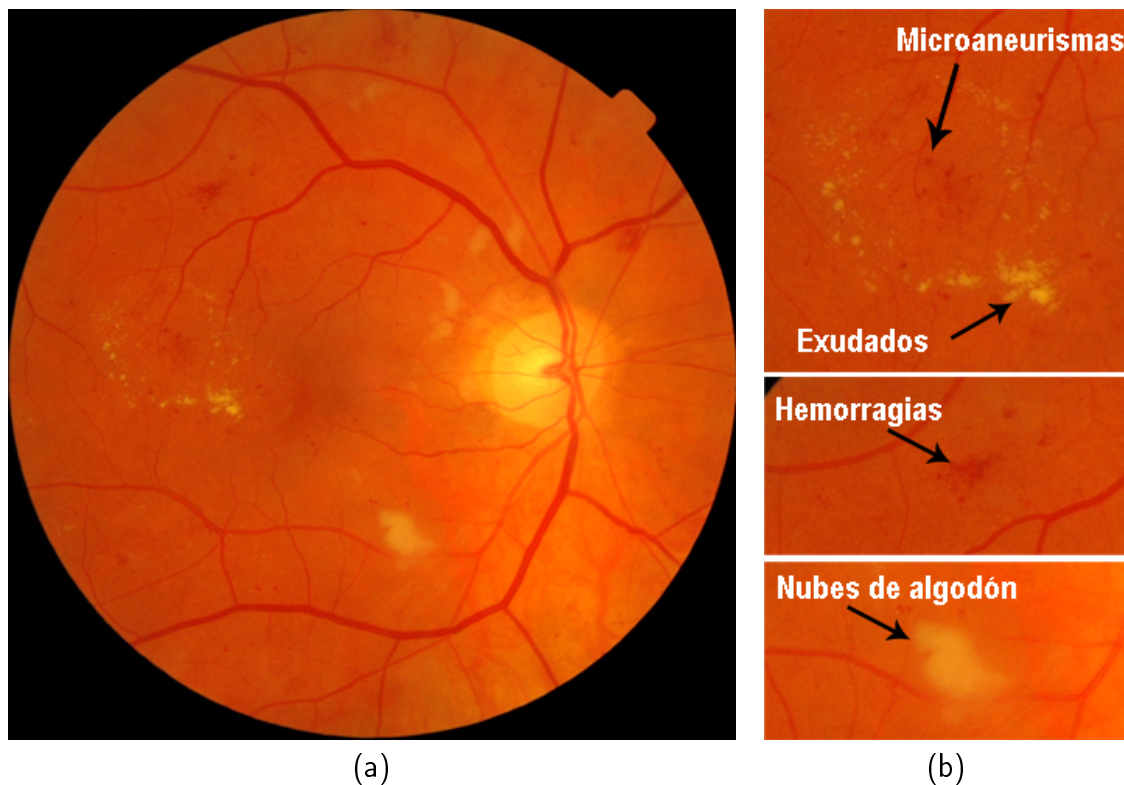 Microaneurismas
Exudados
Hemorragias
Nubes de algodón
(a)
(b)